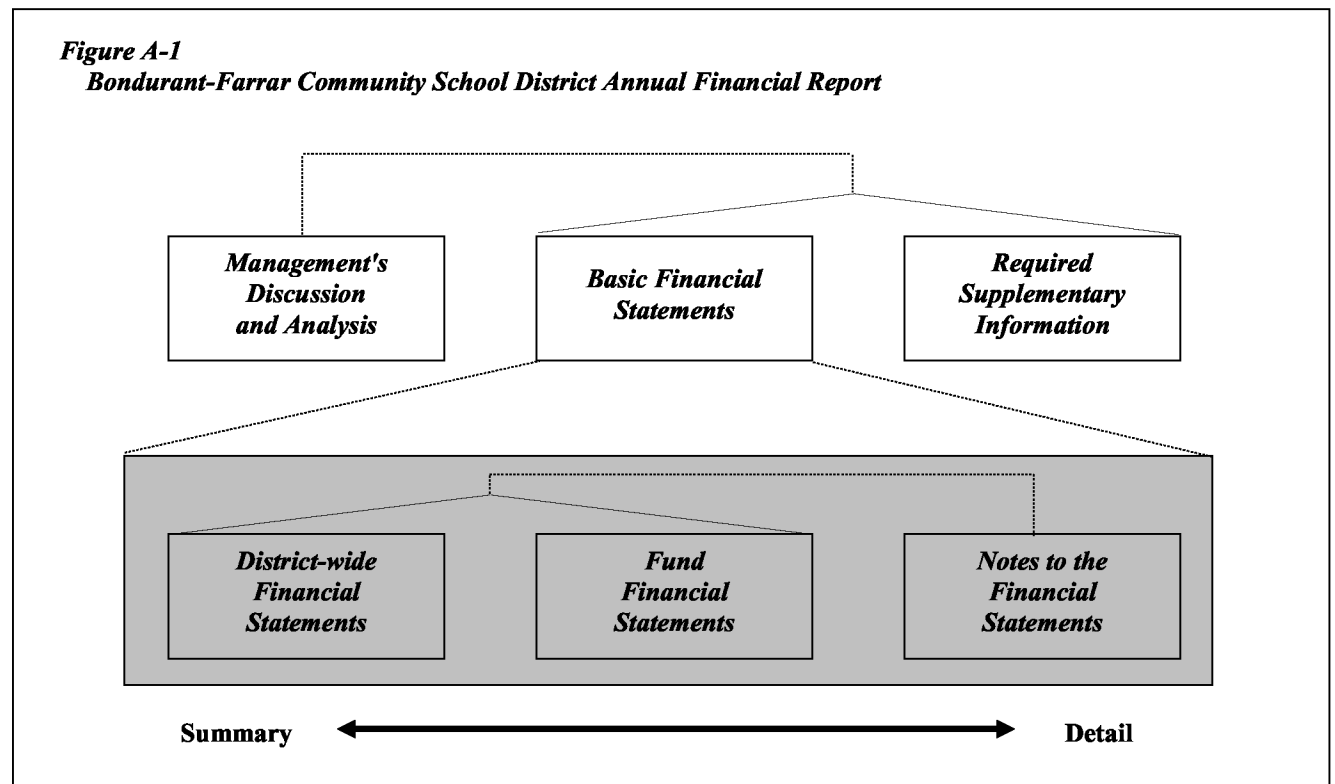 Figure A-1
Bondurant-Farrar Community School District Annual Financial Report
Management's
Discussion
and Analysis
Basic Financial
Statements
Required
Supplementary
Information
District-wide
Financial
Statements
Fund
Financial
Statements
Notes to the
Financial
Statements
Summary
Detail